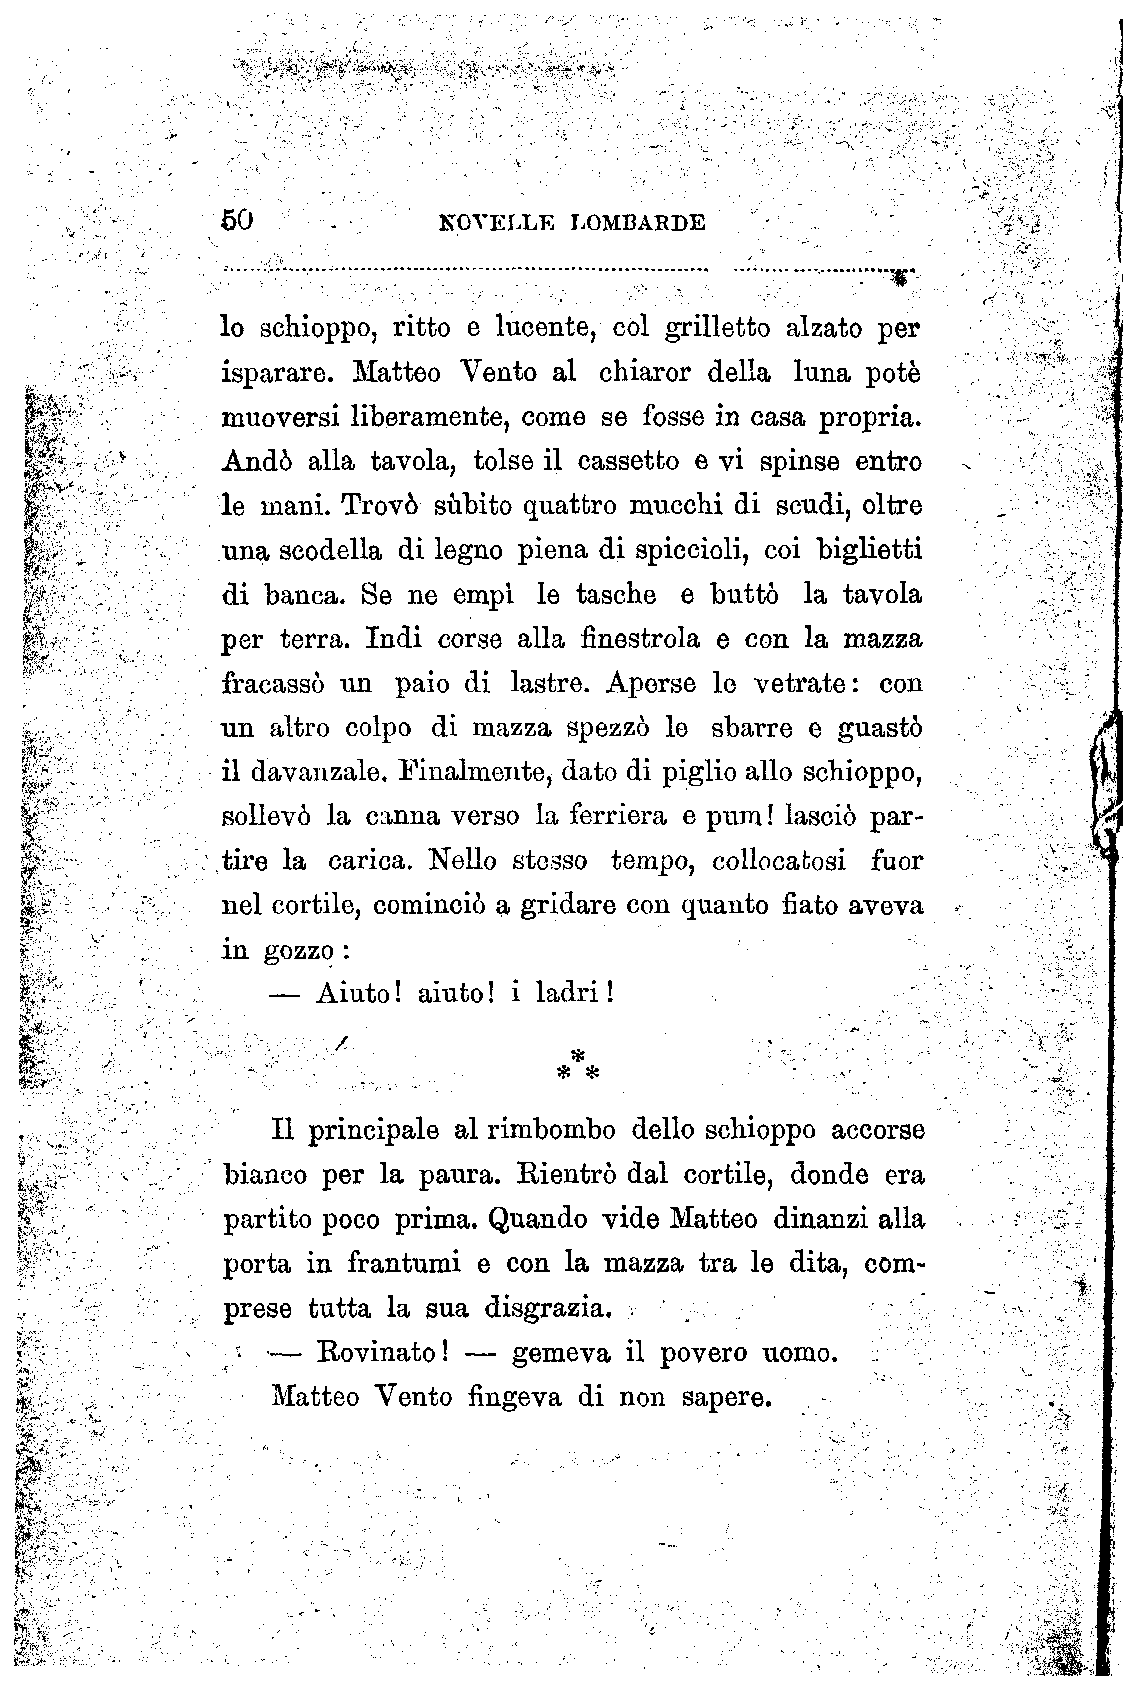 50 NOVELLE LOMBARDE
lo schioppo, ritto e lucente, col grilletto alzato per
isparare. Matteo Vento al chiaror della luna potè
muoversi liberamente, come se fosse in casa propria.
Andò alla tavola, tolse il cassetto e vi spinse entro
le mani. Trovò sùbito quattro mucchi di scudi, oltre
una scodella di legno piena di spiccioli, coi biglietti
di banca. Se ne empì le tasche e buttò la tavola
per terra. Indi corse alla finestrola e con la mazza
fracassò un paio di lastre. Aperse le vetrate: con
un altro colpo di mazza spezzò le sbarre e guastò
il davanzale. Finalmente, dato di piglio allo schioppo,
sollevò la canna verso la ferriera e pum! lasciò par-
tire la carica. Nello stesso tempo, collocatosi fuor
nel cortile, cominciò a gridare con quanto fiato aveva
in gozzo:
— Aiuto! aiuto! i ladri!
*
* *
Il principale al rimbombo dello schioppo accorse
bianco per la paura. Rientrò dal cortile, donde era
partito poco prima. Quando vide Matteo dinanzi alla
porta in frantumi e con la mazza tra le dita, com-
prese tutta la sua disgrazia.
— Rovinato! — gemeva il povero uomo.
Matteo Vento fingeva di non sapere.